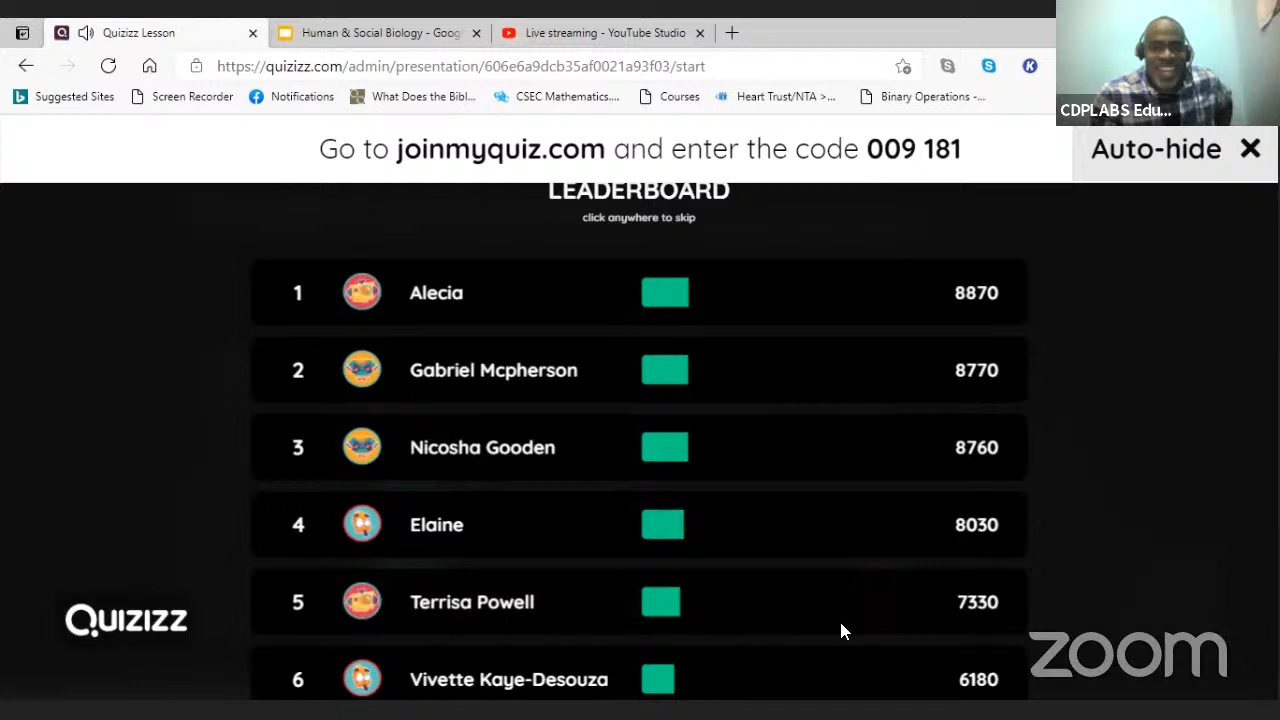 Quizizz Lesson
Human & Social Biology - Goog
Live streaming - YouTube Studio
https://quizizz.com/admin/presentation/606e6a9dcb35af0021a93f03/start
Suggested Sites
Screen Recorder
Notifications
What Does the Bibl...
CSEC Mathematics....
Courses
Heart Trust/NTA >...
Binary Operations -...
CDPLABS Edu...
Go to joinmyquiz.com and enter the code 009 181
Auto-hide
LEADERBOARD
click anywhere to skip
1 Alecia 8870
2 Gabriel Mcpherson 8770
3 Nicosha Gooden 8760
4 Elaine 8030
5 Terrisa Powell 7330
6 Vivette Kaye-Desouza 6180
Quizizz
zoom